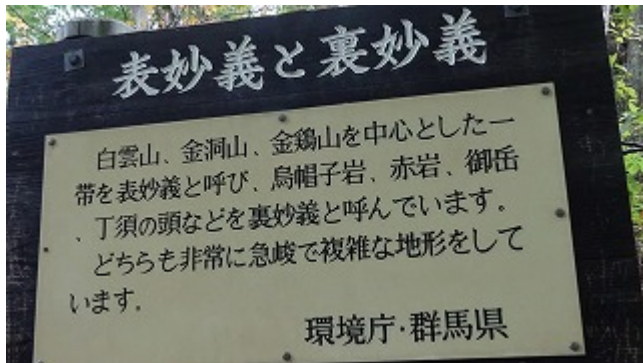 表妙義と裏妙義
白雲山、金洞山、金鶏山を中心とした一
帯を表妙義と呼び、烏帽子岩、赤岩、御岳
、丁須の頭などを裏妙義と呼んでいます。
どちらも非常に急峻で複雑な地形をして
います。
環境庁·群馬県